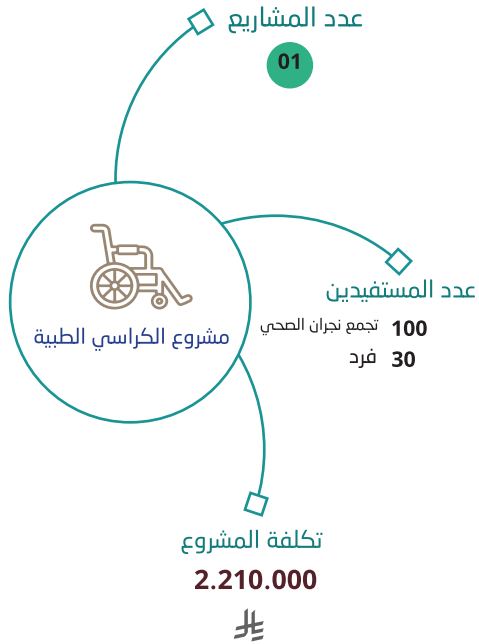 عدد المشاريع
01
مشروع الكراسي الطبية
عدد المستفيدين
100 تجمع نجران الصحي
30 فرد
تكلفة المشروع
2.210.000